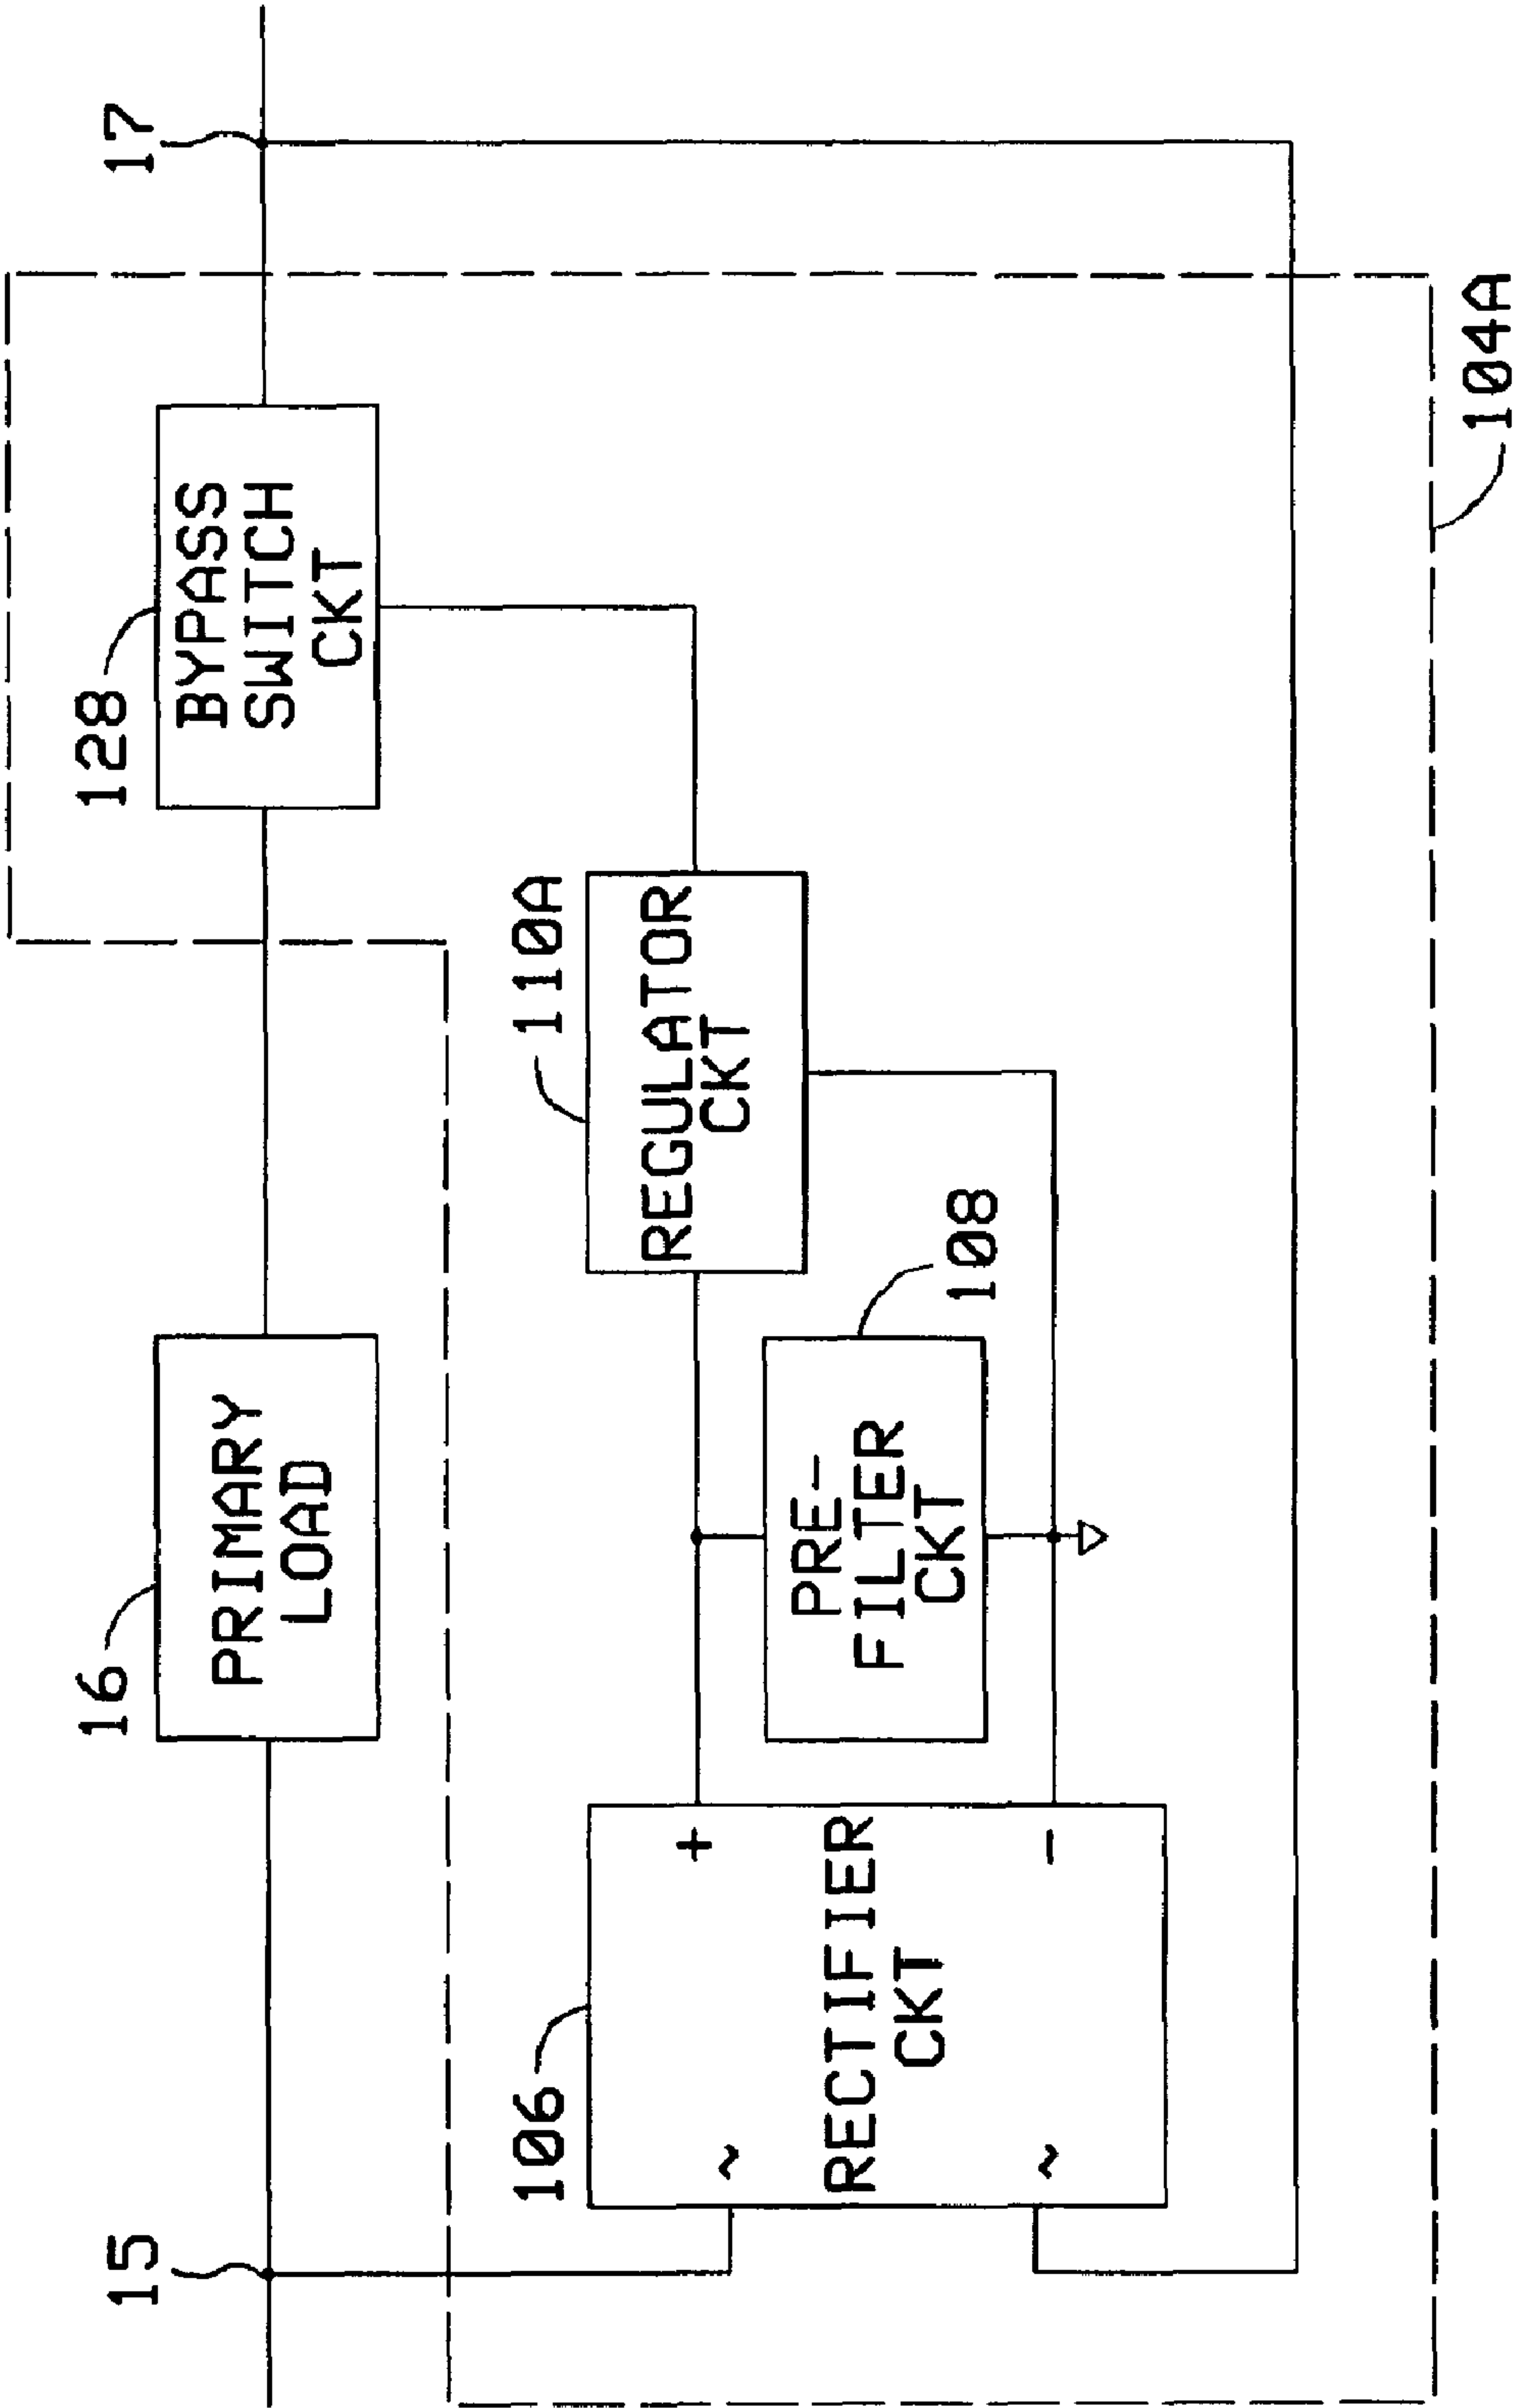 15
16
PRIMARY
LOAD
128
BYPASS
SWITCH
CKT
17
106
~
+
RECTIFIER
CKT
~
-
PRE-
FILTER
CKT
108
110A
REGULATOR
CKT
104A